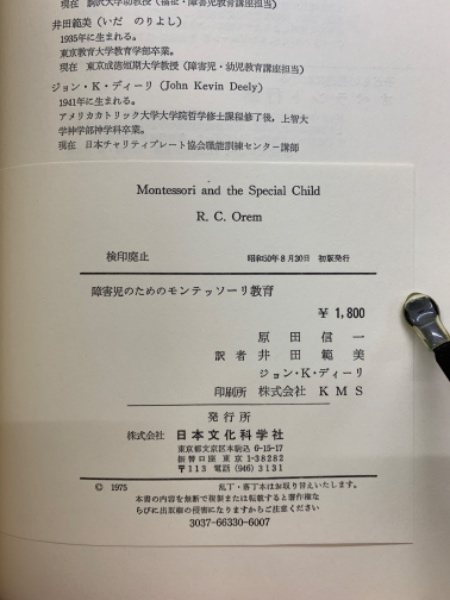 現在 駒沢大学助教授(福祉・障害児教育講座担当)
井田範美(いだ のりよし)
1935年に生まれる。
東京教育大学教育学部卒業。
現在 東京成徳短期大学教授(障害児・幼児教育講座担当)
ジョン・K・ディーリ(John Kevin Deely)
1941年に生まれる。
アメリカカトリック大学大学院哲学修士課程修了後,上智大
学神学部神学科卒業。
現在 日本チャリティプレート協会職能訓練センター講師
Montessori and the Special Child
R. C. Orem
検印廃止 昭和50年8月30日 初版発行
障害児のためのモンテッソーリ教育
¥ 1,800
原田信一
訳者 井田範美
ジョン・K・ディーリ
印刷所 株式会社 KMS
発行所
株式会社 日本文化科学社
東京都文京区本駒込 6-15-17
振替口座 東京 1-38282
〒113 電話 (946) 3131
© 1975 乱丁・落丁本はお取り替えいたします。
本書の内容を無断で複製または転載すると著作権な
らびに出版権の侵害になりますからご注意ください
3037-66330-6007